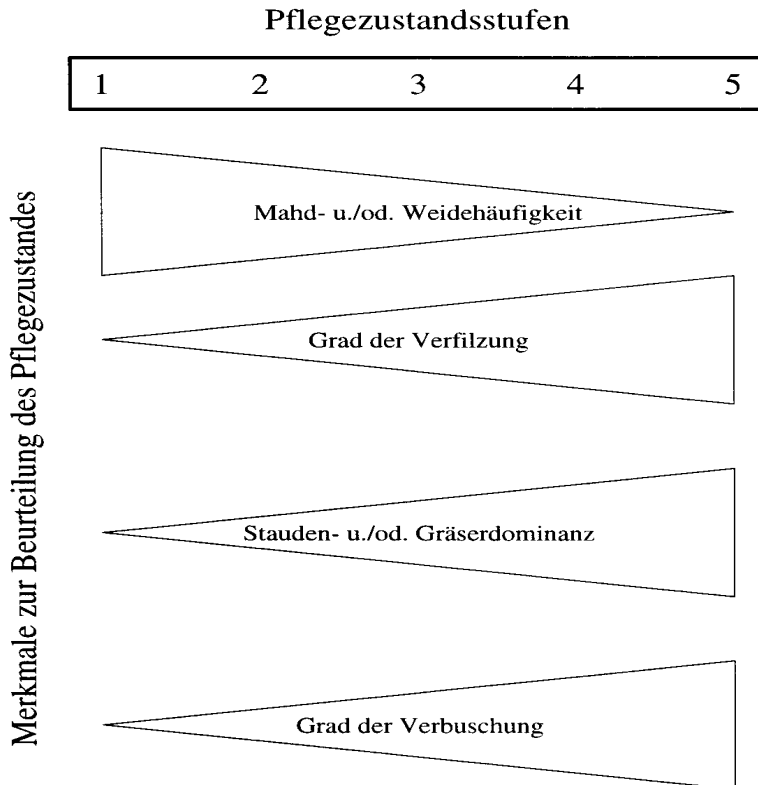 Pflegezustandsstufen
1 2 3 4 5
Merkmale zur Beurteilung des Pflegezustandes
Mahd- u./od. Weidehäufigkeit
Grad der Verfilzung
Stauden- u./od. Gräserdominanz
Grad der Verbuschung